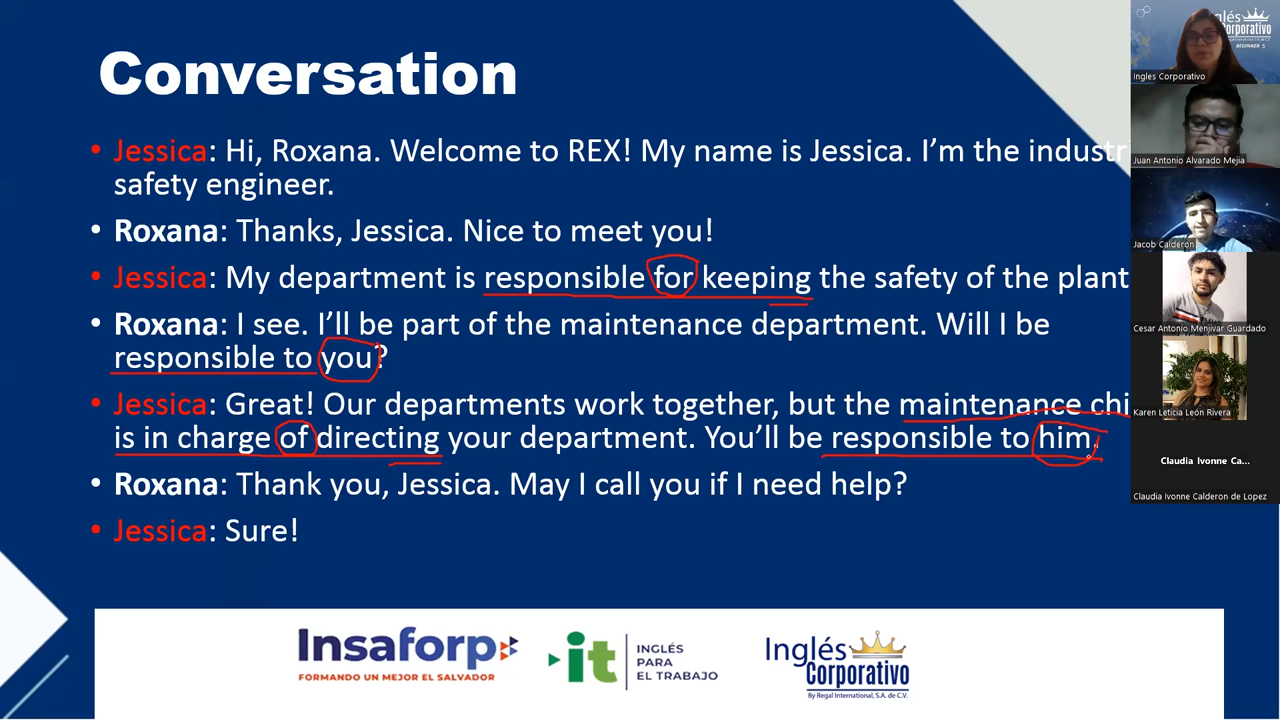 Conversation
• Jessica: Hi, Roxana. Welcome to REX! My name is Jessica. I'm the industr
safety engineer.
• Roxana: Thanks, Jessica. Nice to meet you!
• Jessica: My department is responsible for keeping the safety of the plant
• Roxana: I see. I'll be part of the maintenance department. Will I be
responsible to you?
• Jessica: Great! Our departments work together, but the maintenance chi
is in charge of directing your department. You'll be responsible to him.
• Roxana: Thank you, Jessica. May I call you if I need help?
• Jessica: Sure!
Insaforp
FORMANDO UN MEJOR EL SALVADOR
it
INGLÉS
PARA
EL TRABAJO
Inglés
Corporativo
By Regal International, S.A. de C.V.
glés
Corporativo
BEGINNER 5
Ingles Corporativo
Juan Antonio Alvarado Mejia
Jacob Calderon
Cesar Antonio Menjivar Guardado
Karen Leticia León Rivera
Claudia Ivonne Ca...
Claudia Ivonne Calderon de Lopez